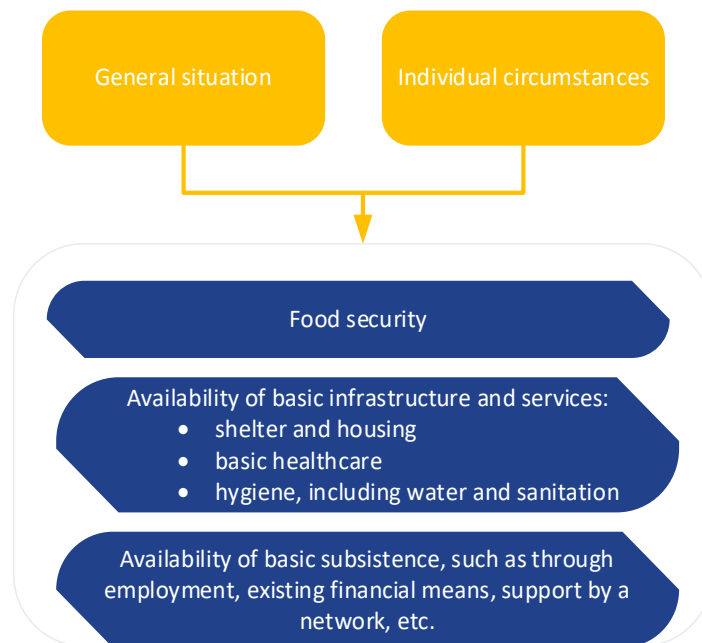 General situation
Individual circumstances
Food security
Availability of basic infrastructure and services:
• shelter and housing
• basic healthcare
• hygiene, including water and sanitation
Availability of basic subsistence, such as through
employment, existing financial means, support by a
network, etc.